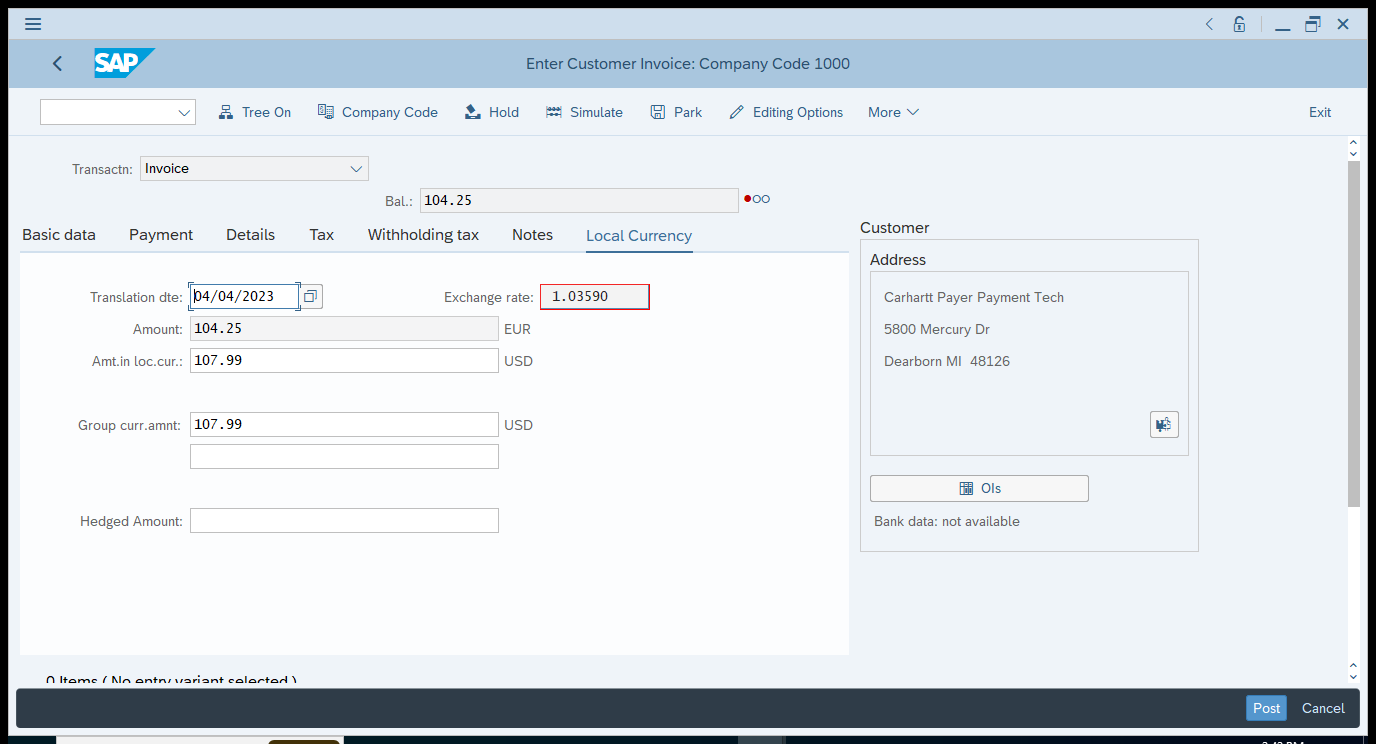 SAP
Enter Customer Invoice: Company Code 1000
Tree On Company Code Hold Simulate Park Editing Options More Exit
Transactn: Invoice
Bal.: 104.25
Basic data Payment Details Tax Withholding tax Notes Local Currency
Translation dte: 04/04/2023 Exchange rate: 1.03590
Amount: 104.25 EUR
Amt.in loc.cur.: 107.99 USD
Group curr.amnt: 107.99 USD
Hedged Amount:
Customer
Address
Carhartt Payer Payment Tech
5800 Mercury Dr
Dearborn MI 48126
OIs
Bank data: not available
0 Items ( No entry variant selected )
Post Cancel